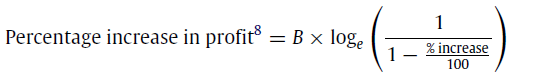 Percentage increase in profit⁸ = B × logₑ ( 1 / ( 1 − % increase / 100 ) )